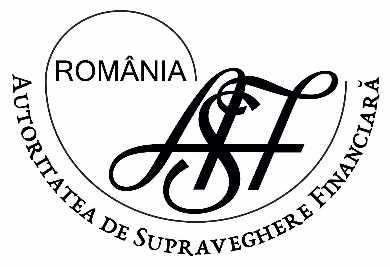 ROMÂNIA
ASF
AUTORITATEA DE SUPRAVEGHERE FINANCIARĂ